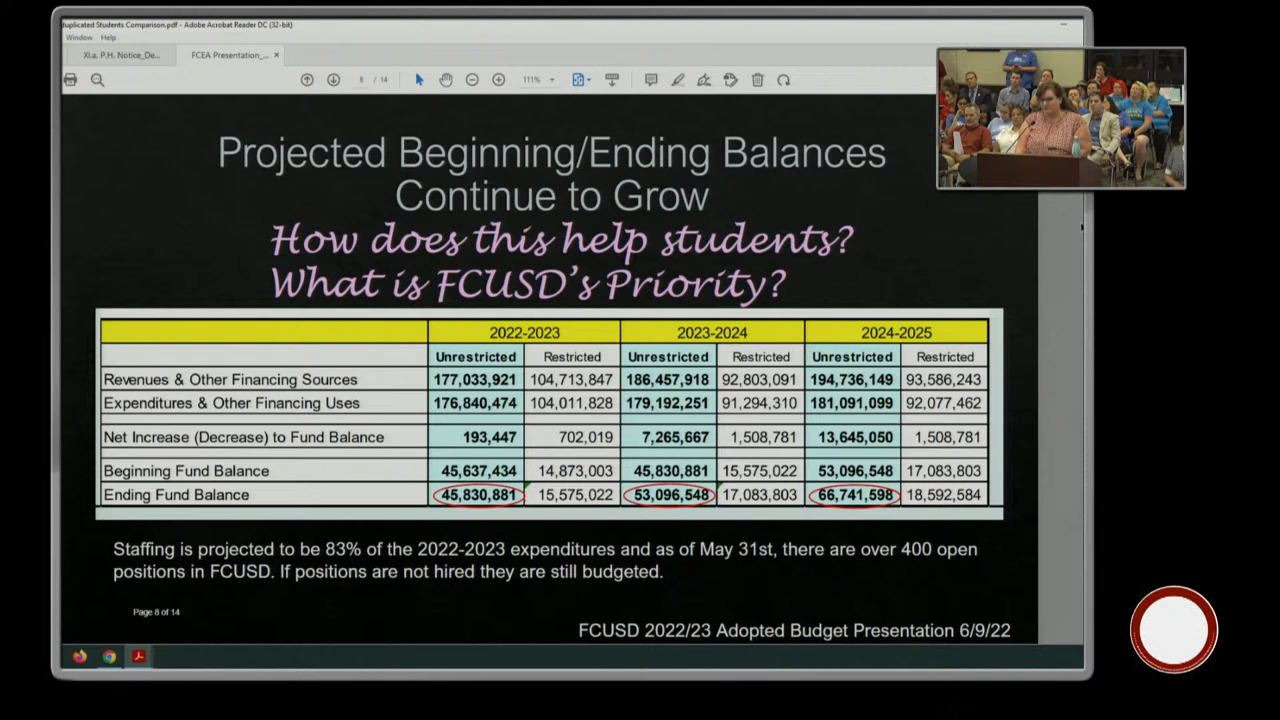 duplicated Students Comparison.pdf - Adobe Acrobat Reader DC (32-bit)
Window Help
XI.a. P.H. Notice_De...
FCEA Presentation_... ×
8 / 14
111%
Projected Beginning/Ending Balances
Continue to Grow
How does this help students?
What is FCUSD's Priority?
2022-2023 2023-2024 2024-2025
Unrestricted Restricted Unrestricted Restricted Unrestricted Restricted
Revenues & Other Financing Sources 177,033,921 104,713,847 186,457,918 92,803,091 194,736,149 93,586,243
Expenditures & Other Financing Uses 176,840,474 104,011,828 179,192,251 91,294,310 181,091,099 92,077,462
Net Increase (Decrease) to Fund Balance 193,447 702,019 7,265,667 1,508,781 13,645,050 1,508,781
Beginning Fund Balance 45,637,434 14,873,003 45,830,881 15,575,022 53,096,548 17,083,803
Ending Fund Balance 45,830,881 15,575,022 53,096,548 17,083,803 66,741,598 18,592,584
Staffing is projected to be 83% of the 2022-2023 expenditures and as of May 31st, there are over 400 open
positions in FCUSD. If positions are not hired they are still budgeted.
Page 8 of 14
FCUSD 2022/23 Adopted Budget Presentation 6/9/22